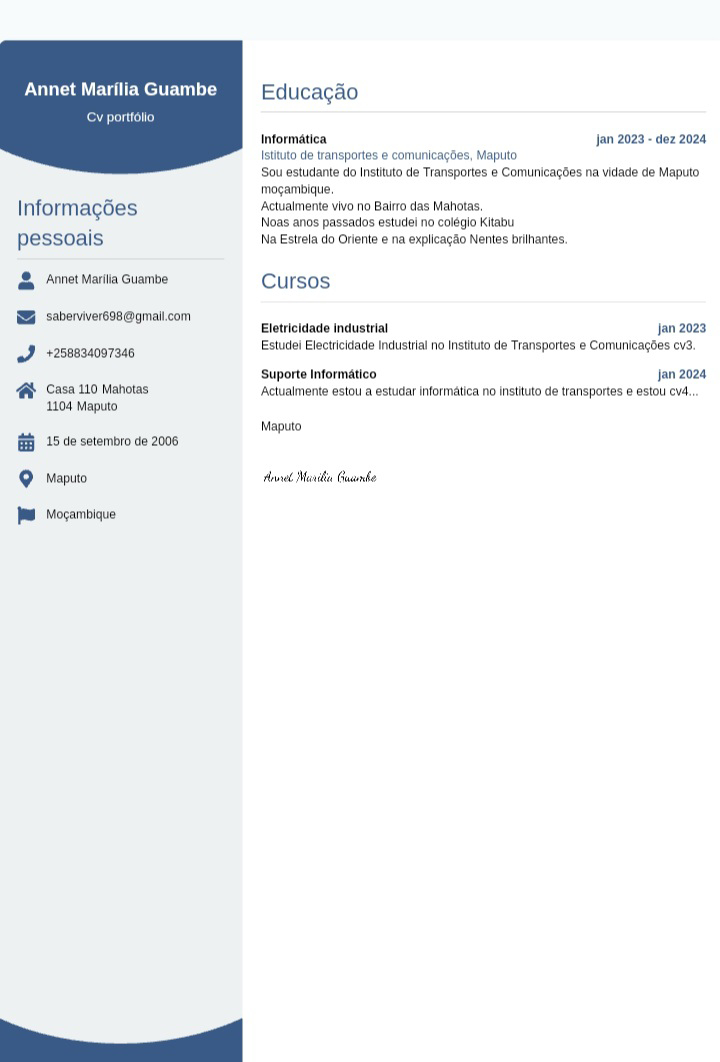 Annet Marília Guambe
Cv portfólio
Informações
pessoais
Annet Marília Guambe
saberviver698@gmail.com
+258834097346
Casa 110 Mahotas
1104 Maputo
15 de setembro de 2006
Maputo
Moçambique
Educação
Informática jan 2023 - dez 2024
Istituto de transportes e comunicações, Maputo
Sou estudante do Instituto de Transportes e Comunicações na vidade de Maputo
moçambique.
Actualmente vivo no Bairro das Mahotas.
Noas anos passados estudei no colégio Kitabu
Na Estrela do Oriente e na explicação Nentes brilhantes.
Cursos
Eletricidade industrial jan 2023
Estudei Electricidade Industrial no Instituto de Transportes e Comunicações cv3.
Suporte Informático jan 2024
Actualmente estou a estudar informática no instituto de transportes e estou cv4...
Maputo
Annet Marília Guambe